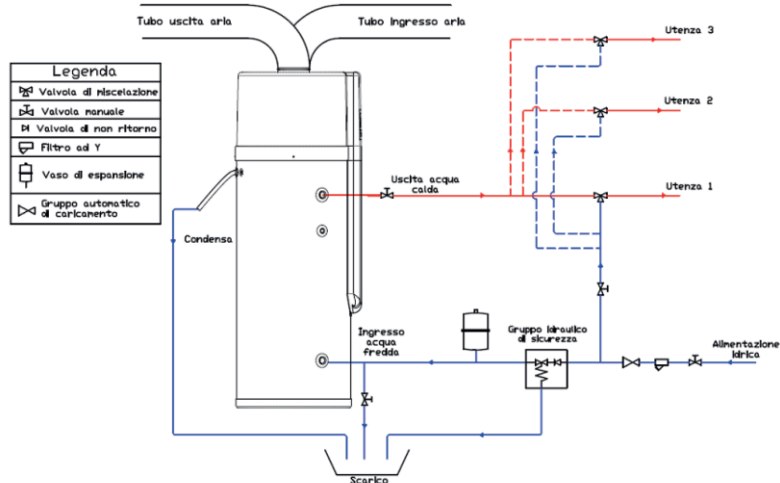 Tubo uscita aria
Tubo ingresso aria
Utenza 3
Legenda
Valvola di miscelazione
Valvola manuale
Valvola di non ritorno
Filtro ad Y
Vaso di espansione
Gruppo automatico
di caricamento
Utenza 2
Uscita acqua
calda
Utenza 1
Condensa
Ingresso
acqua
fredda
Gruppo idraulico
di sicurezza
Alimentazione
idrica
Scarico